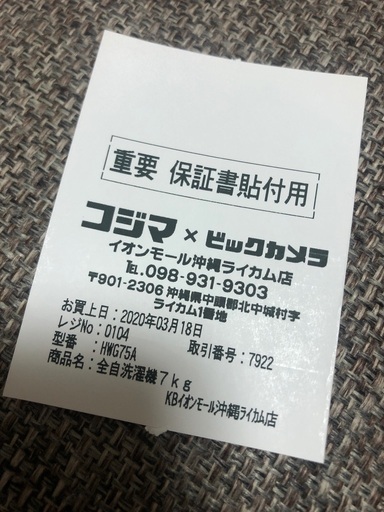 重要 保証書貼付用
コジマ×ビックカメラ
イオンモール沖縄ライカム店
℡.098-931-9303
〒901-2306 沖縄県中頭郡北中城村字
ライカム1番地
お買上日:2020年03月18日
レジNo:0104 取引番号:7922
型番:HWG75A
商品名:全自洗濯機7kg
KBイオンモール沖縄ライカム店